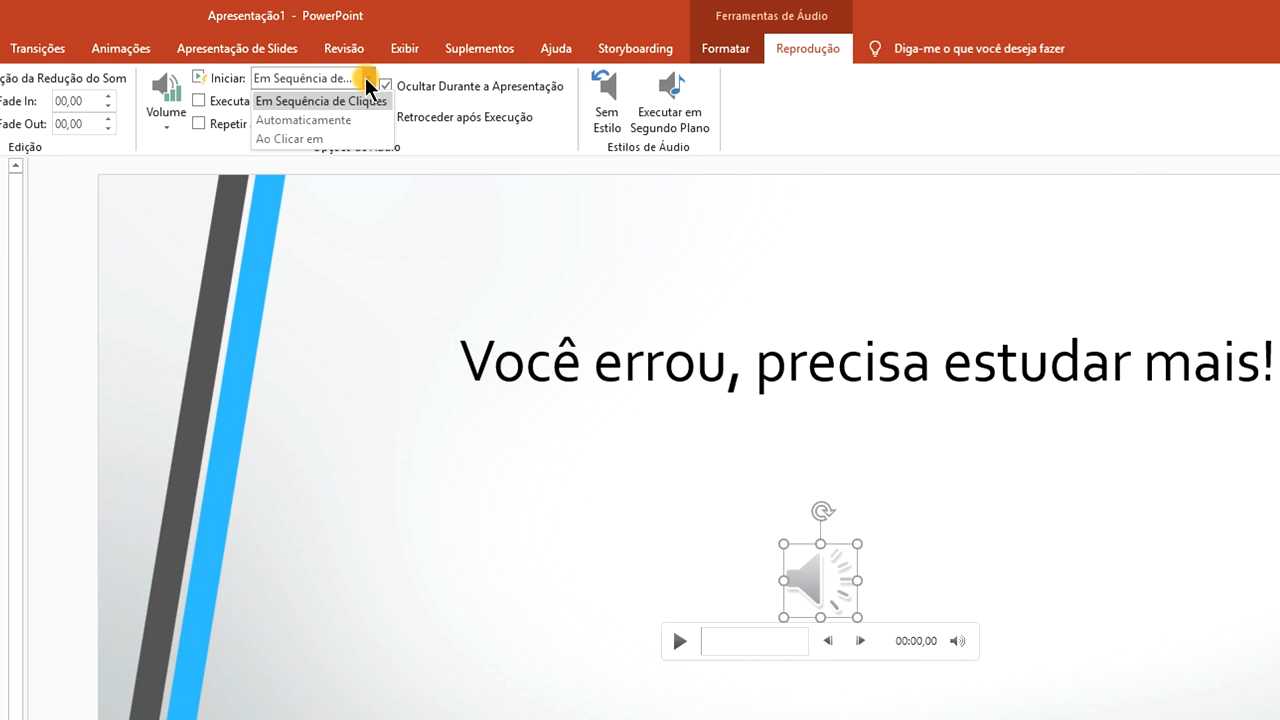 Apresentação1 - PowerPoint
Ferramentas de Áudio
Transições Animações Apresentação de Slides Revisão Exibir Suplementos Ajuda Storyboarding Formatar Reprodução Diga-me o que você deseja fazer
ção da Redução do Som
Fade In: 00,00
Fade Out: 00,00
Edição
Volume
Iniciar: Em Sequência de...
Executa
Repetir
Em Sequência de Cliques
Automaticamente
Ao Clicar em
Ocultar Durante a Apresentação
Retroceder após Execução
Opções de Áudio
Sem Estilo
Executar em Segundo Plano
Estilos de Áudio
Você errou, precisa estudar mais!
00:00,00